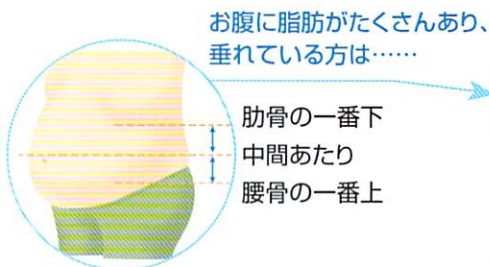 お腹に脂肪がたくさんあり、
垂れている方は……
肋骨の一番下
中間あたり
腰骨の一番上